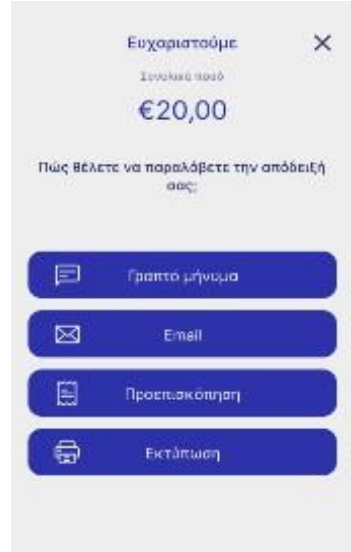 Ευχαριστούμε
Συνολικό ποσό
€20,00
Πώς θέλετε να παραλάβετε την απόδειξή
σας;
Γραπτό μήνυμα
Email
Προεπισκόπηση
Εκτύπωση